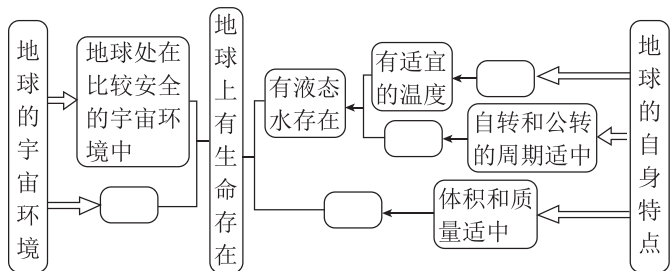 地球的宇宙环境
地球处在
比较安全
的宇宙环
境中
地球上有生命存在
有液态
水存在
有适宜
的温度
自转和公转
的周期适中
体积和质
量适中
地球的自身特点